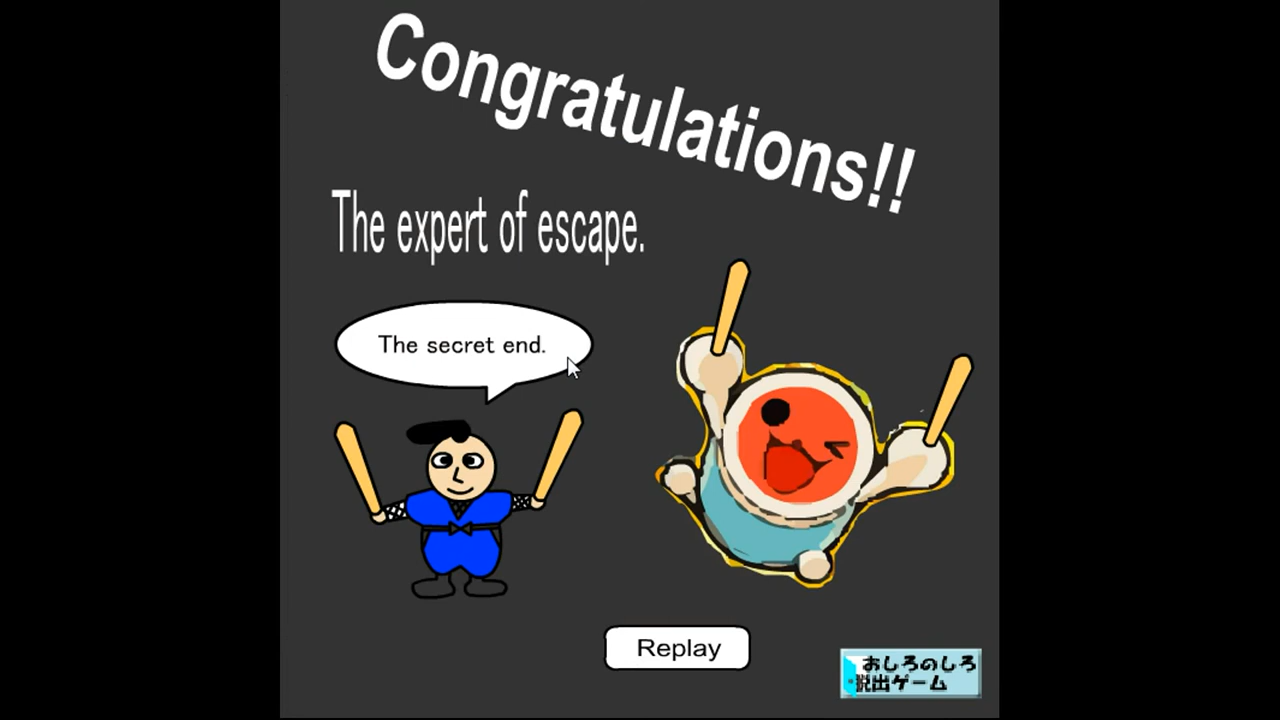 Congratulations!!
The expert of escape.
The secret end.
Replay
おしろのしろ
脱出ゲーム